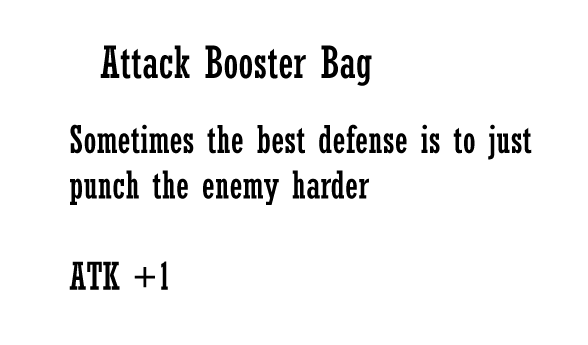 Attack Booster Bag
Sometimes the best defense is to just
punch the enemy harder
ATK +1